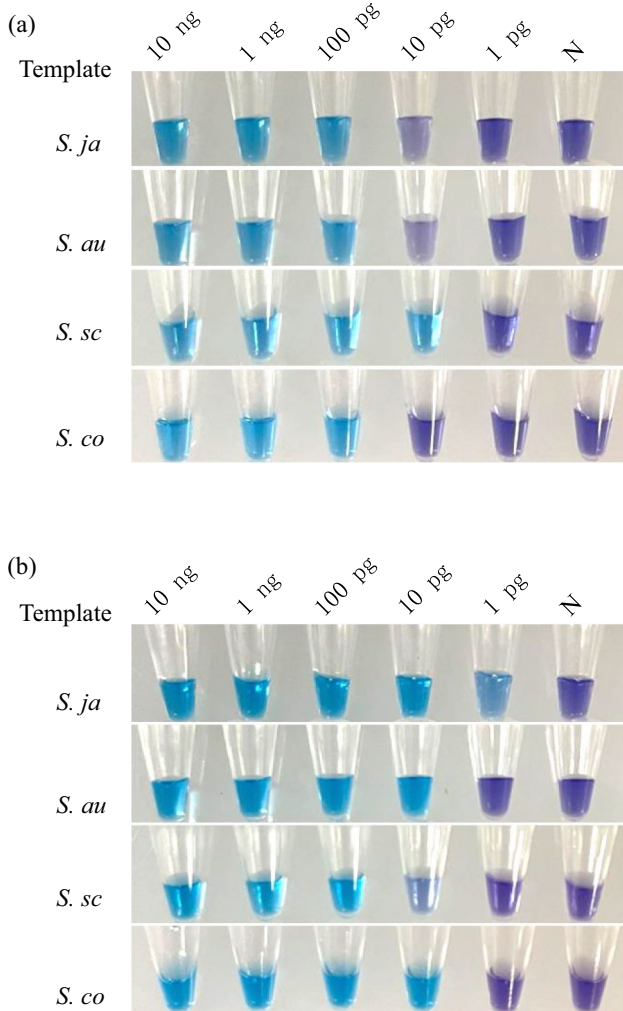 (a)
10 ng 1 ng 100 pg 10 pg 1 pg N
Template
S. ja
S. au
S. sc
S. co
(b)
10 ng 1 ng 100 pg 10 pg 1 pg N
Template
S. ja
S. au
S. sc
S. co